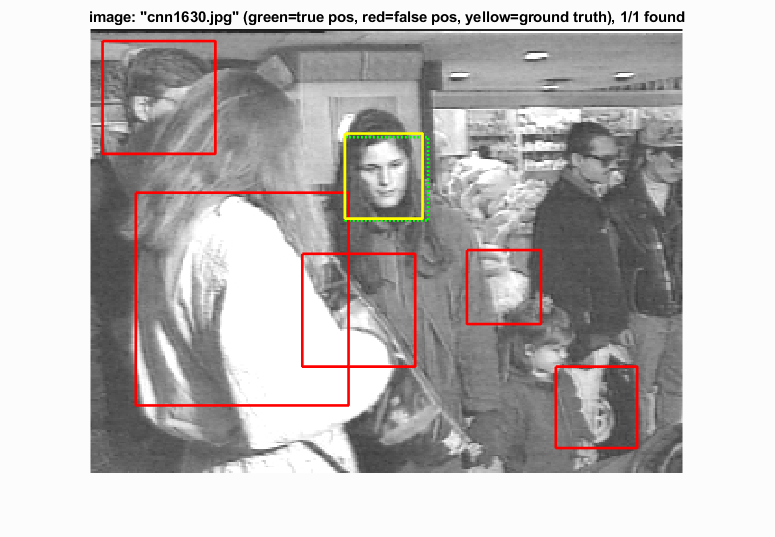 image: "cnn1630.jpg" (green=true pos, red=false pos, yellow=ground truth), 1/1 found